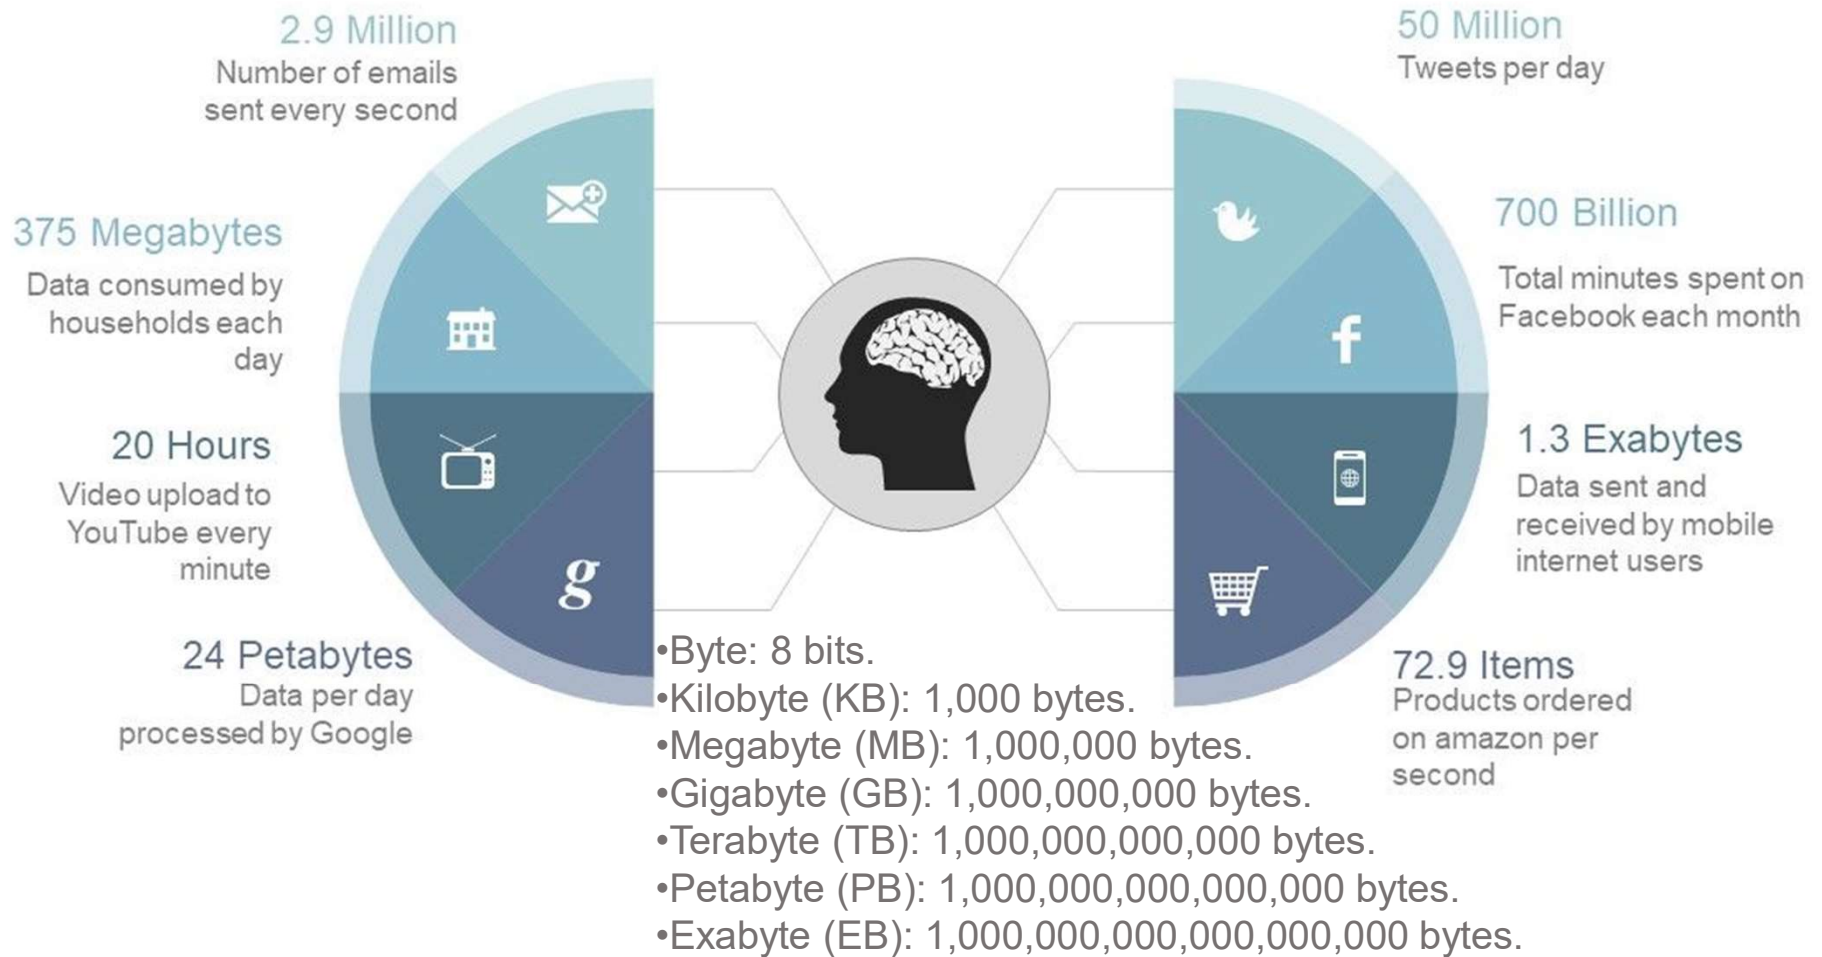 2.9 Million
Number of emails
sent every second
375 Megabytes
Data consumed by
households each
day
20 Hours
Video upload to
YouTube every
minute
24 Petabytes
Data per day
processed by Google
50 Million
Tweets per day
700 Billion
Total minutes spent on
Facebook each month
1.3 Exabytes
Data sent and
received by mobile
internet users
72.9 Items
Products ordered
on amazon per
second
g
f
•Byte: 8 bits.
•Kilobyte (KB): 1,000 bytes.
•Megabyte (MB): 1,000,000 bytes.
•Gigabyte (GB): 1,000,000,000 bytes.
•Terabyte (TB): 1,000,000,000,000 bytes.
•Petabyte (PB): 1,000,000,000,000,000 bytes.
•Exabyte (EB): 1,000,000,000,000,000,000 bytes.